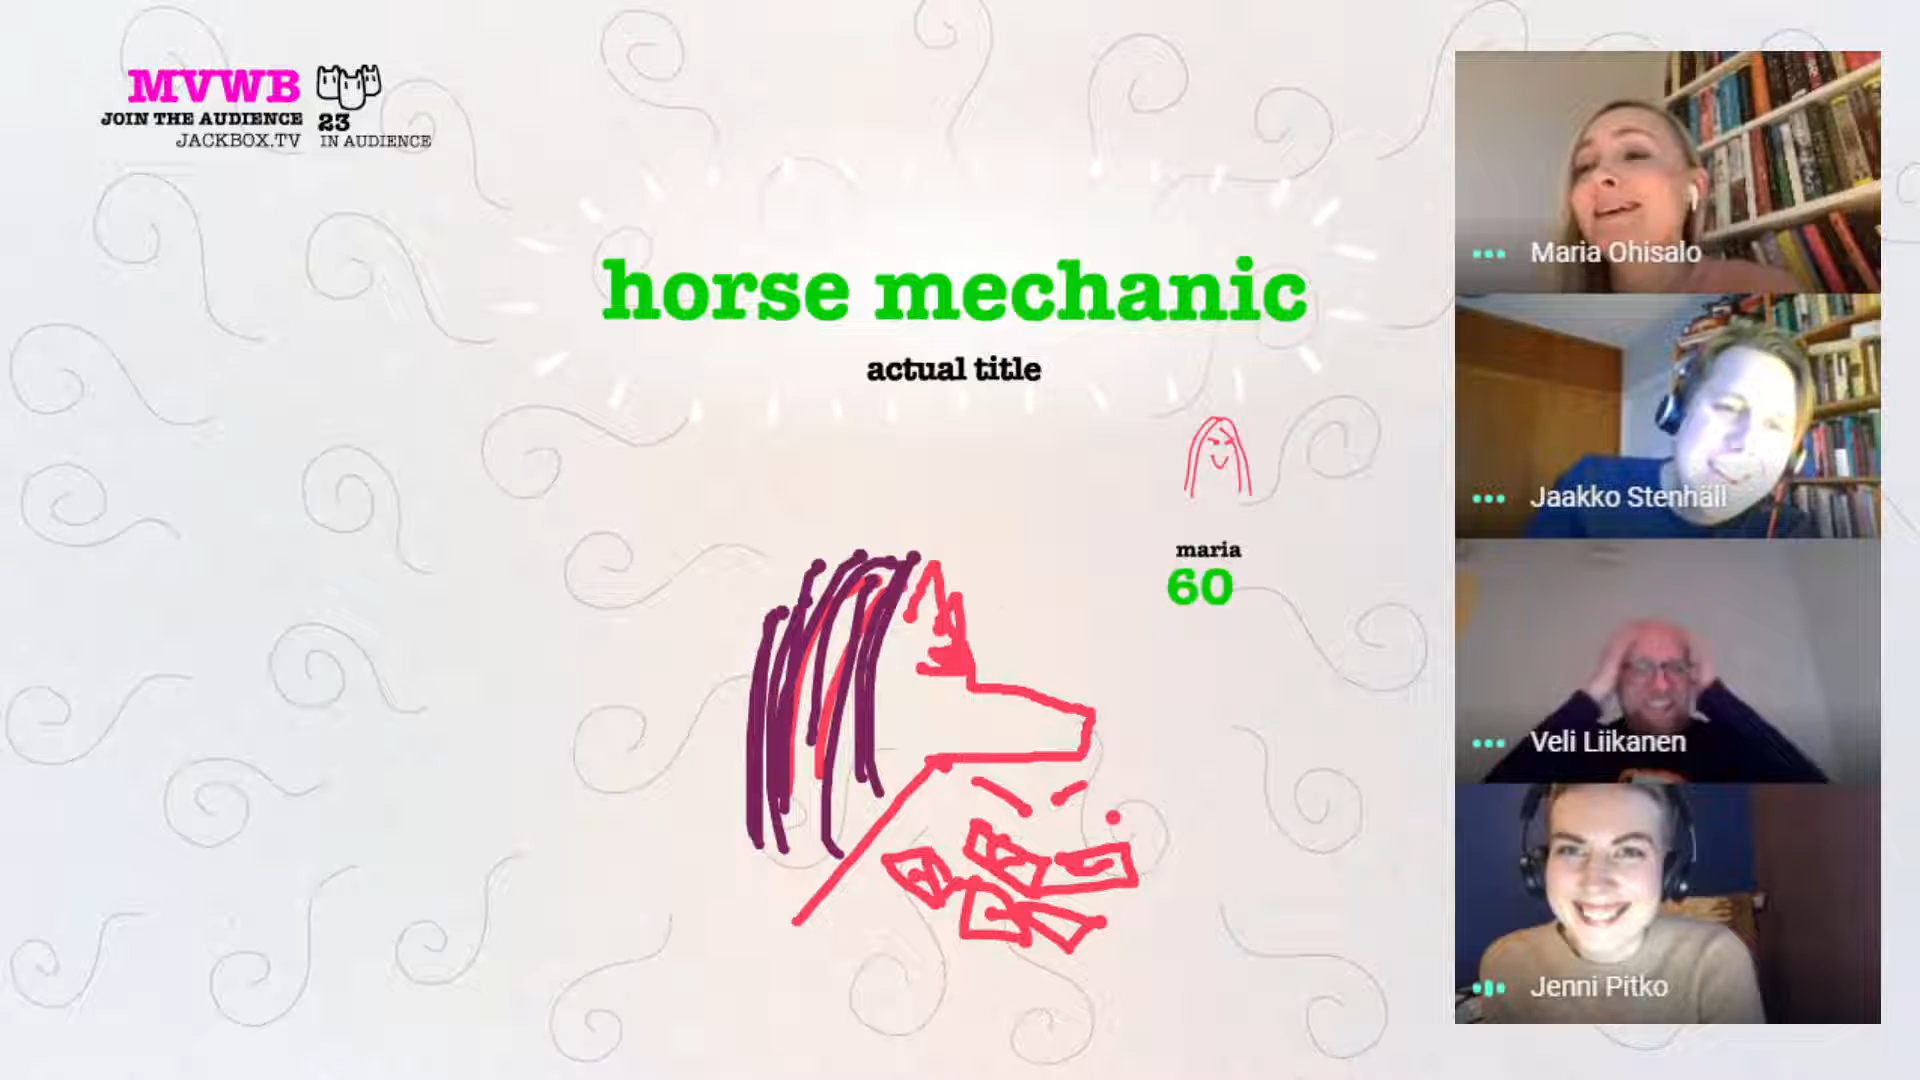 MVWB
JOIN THE AUDIENCE
JACKBOX.TV
23
IN AUDIENCE
horse mechanic
actual title
maria
60
Maria Ohisalo
Jaakko Stenhäll
Veli Liikanen
Jenni Pitko